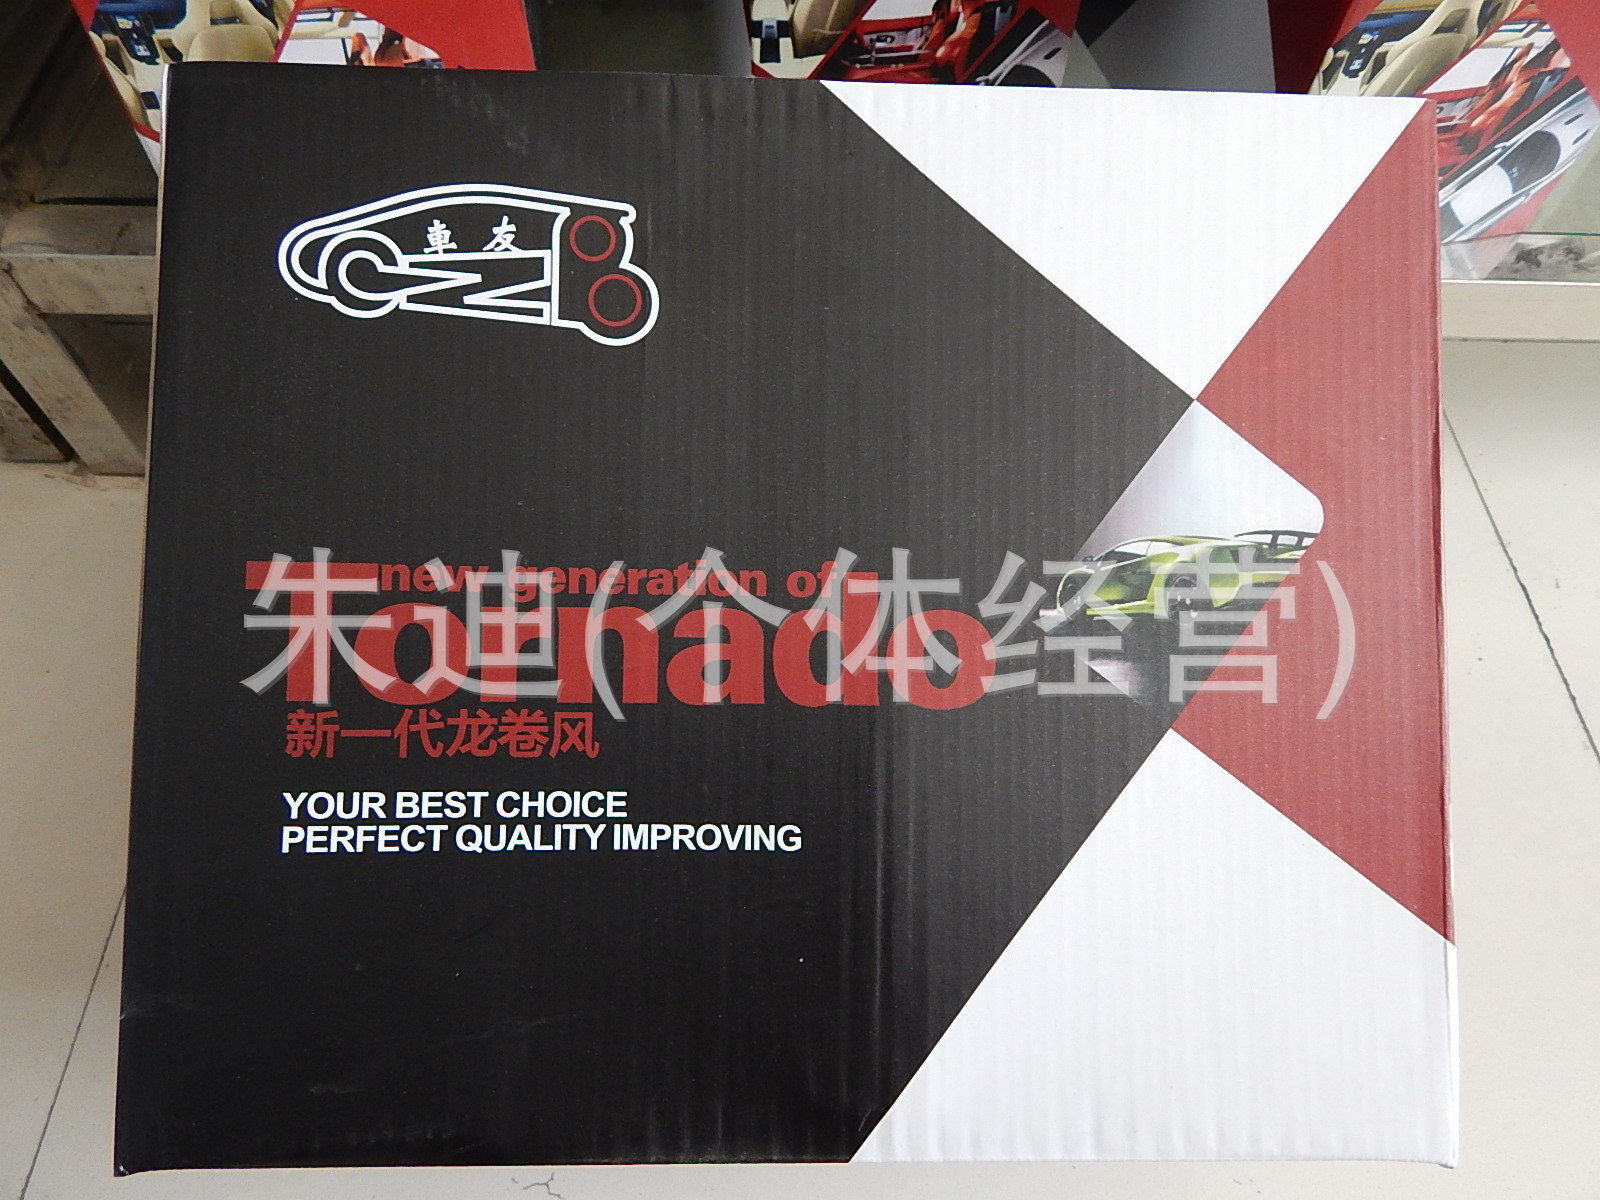 車友
new generation of
Tornado
朱迪(个体经营)
新一代龙卷风
YOUR BEST CHOICE
PERFECT QUALITY IMPROVING